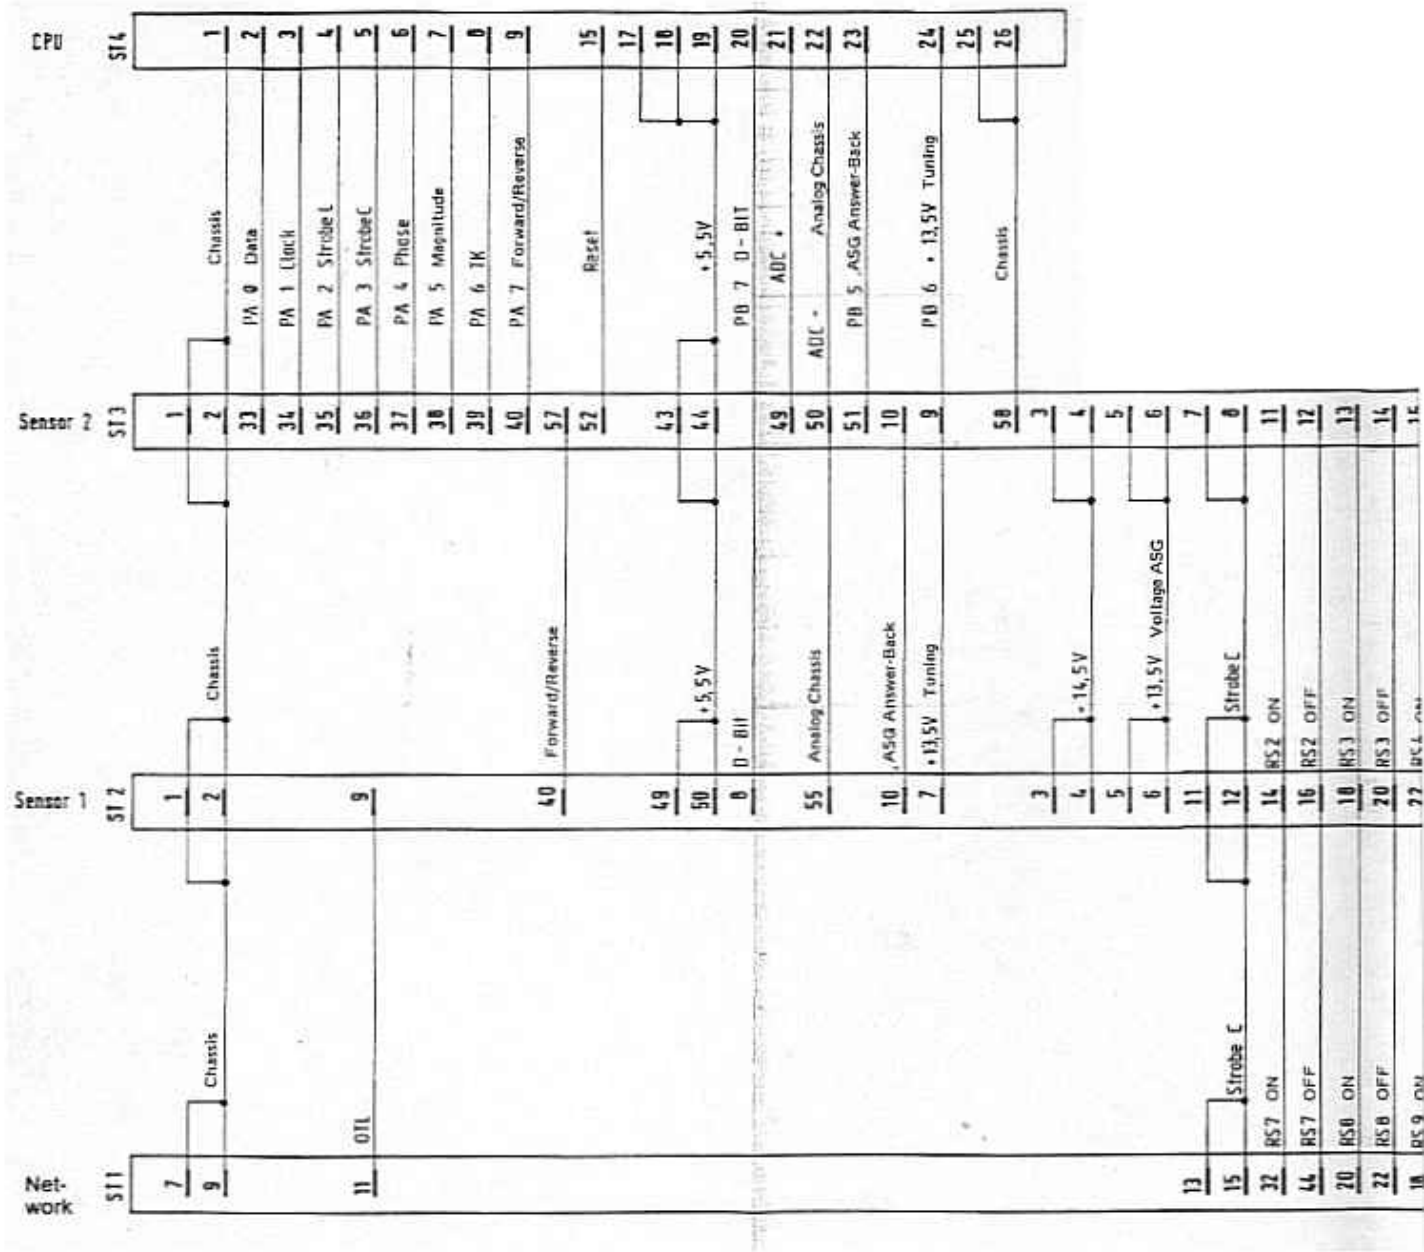 CPU
ST4
1
2
3
4
5
6
7
8
9
15
17
18
19
20
21
22
23
24
25
26
Chassis
PA 0 Data
PA 1 Clock
PA 2 Strobe L
PA 3 Strobe C
PA 4 Phase
PA 5 Magnitude
PA 6 TK
PA 7 Forward/Reverse
Reset
+5,5V
PB 7 D-BIT
ADC +
ADC - Analog Chassis
PB 5 ASG Answer-Back
PB 6 + 13,5V Tuning
Chassis
Sensor 2
ST3
1
2
33
34
35
36
37
38
39
40
57
52
43
44
49
50
51
10
9
58
3
4
5
6
7
8
11
12
13
14
Chassis
Forward/Reverse
+5,5V
D-Bit
Analog Chassis
ASG Answer-Back
+13,5V Tuning
+14,5V
+13,5V Voltage ASG
Strobe C
RS2 ON
RS2 OFF
RS3 ON
RS3 OFF
Sensor 1
ST2
1
2
9
40
49
50
8
55
10
7
3
4
5
6
11
12
14
16
18
20
22
Chassis
OTL
Strobe C
RS7 ON
RS7 OFF
RS8 ON
RS8 OFF
RS9 ON
Net-
work
ST1
7
9
11
13
15
32
44
20
22
18